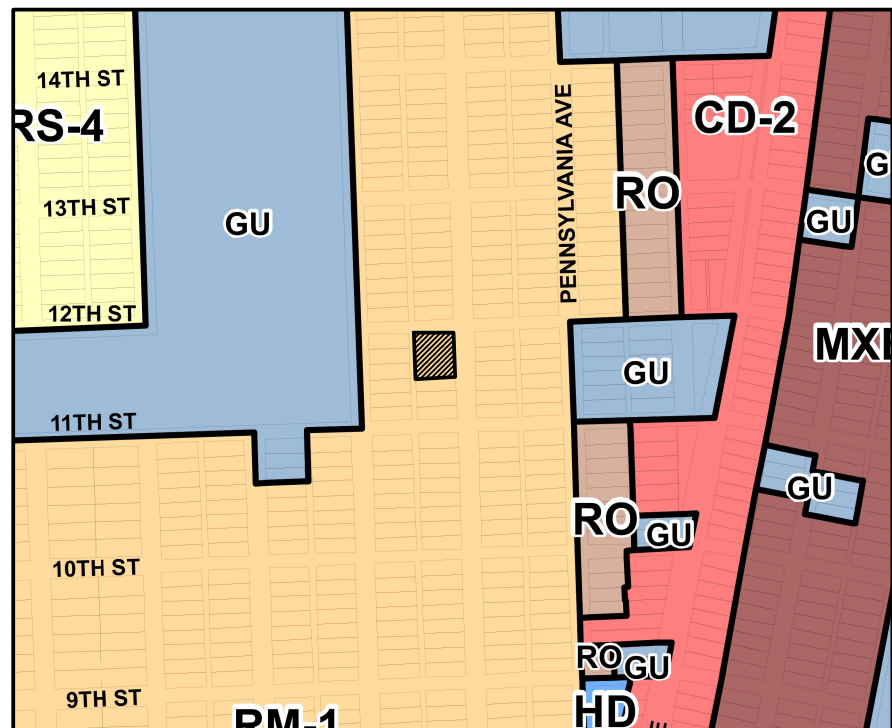 14TH ST
RS-4
CD-2
PENNSYLVANIA AVE
RO
13TH ST
GU
GU
12TH ST
MX
GU
11TH ST
GU
RO
GU
10TH ST
RO
GU
9TH ST
HD
RM-1